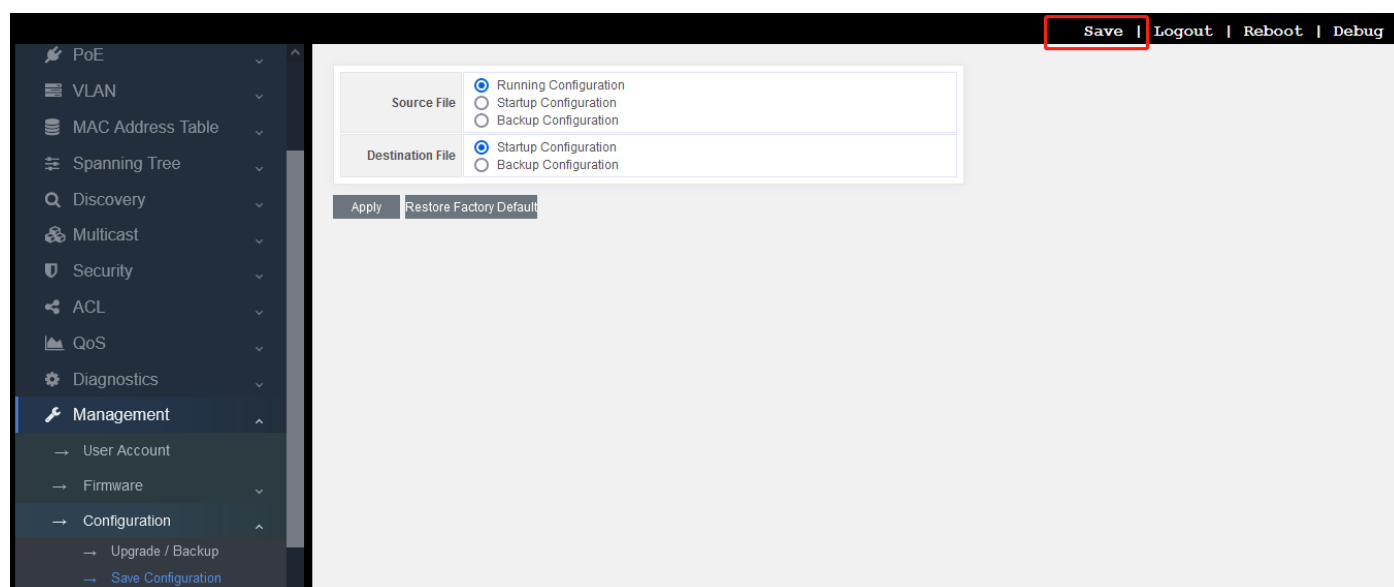 Save | Logout | Reboot | Debug
PoE
VLAN
MAC Address Table
Spanning Tree
Discovery
Multicast
Security
ACL
QoS
Diagnostics
Management
→ User Account
→ Firmware
→ Configuration
→ Upgrade / Backup
→ Save Configuration
Source File
Running Configuration
Startup Configuration
Backup Configuration
Destination File
Startup Configuration
Backup Configuration
Apply Restore Factory Default